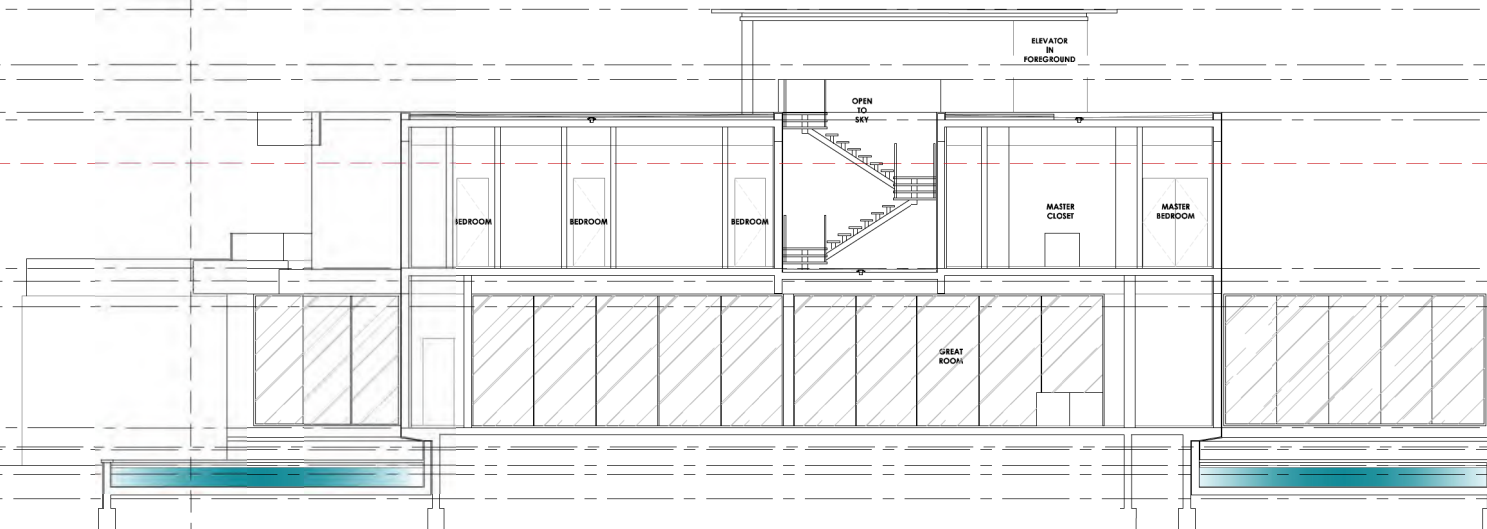 ELEVATOR
IN
FOREGROUND
OPEN
TO
SKY
BEDROOM
BEDROOM
BEDROOM
MASTER
CLOSET
MASTER
BEDROOM
GREAT
ROOM